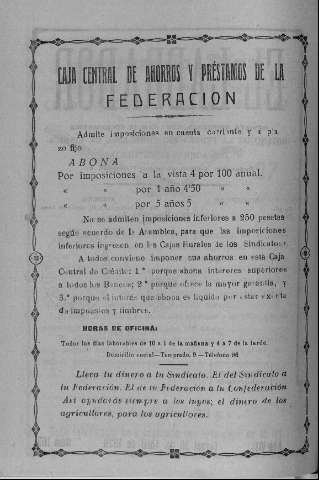 CAJA CENTRAL DE AHORROS Y PRÉSTAMOS DE LA
FEDERACION
Admite imposiciones en cuenta corriente y a pla
zo fijo
ABONA
Por imposiciones a la vista 4 por 100 anual.
« « por 1 año 4'50 « «
« « por 5 años 5 « «
No se admiten imposiciones inferiores a 250 pesetas
según acuerdo de la Asamblea, para que las imposiciones
inferiores ingresen en las Cajas Rurales de los Sindicatos.
A todos conviene imponer sus ahorros en esta Caja
Central de Crédito: 1.º porque abona intereses superiores
a todos los Bancos; 2.º porque ofrece la mayor garantía, y
3.º porque el interés que abona es líquido por estar exenta
de impuestos y timbres.
HORAS DE OFICINA:
Todos los días laborables de 10 a 1 de la mañana y 4 a 7 de la tarde.
Domicilio social—Tan 9—Teléfono 96
Lleva tu dinero a tu Sindicato. El del Sindicato a
tu Federación. El de tu Federación a tu Confederación
Así ayudarás siempre a los tuyos; el dinero de los
agricultores, para los agricultores.